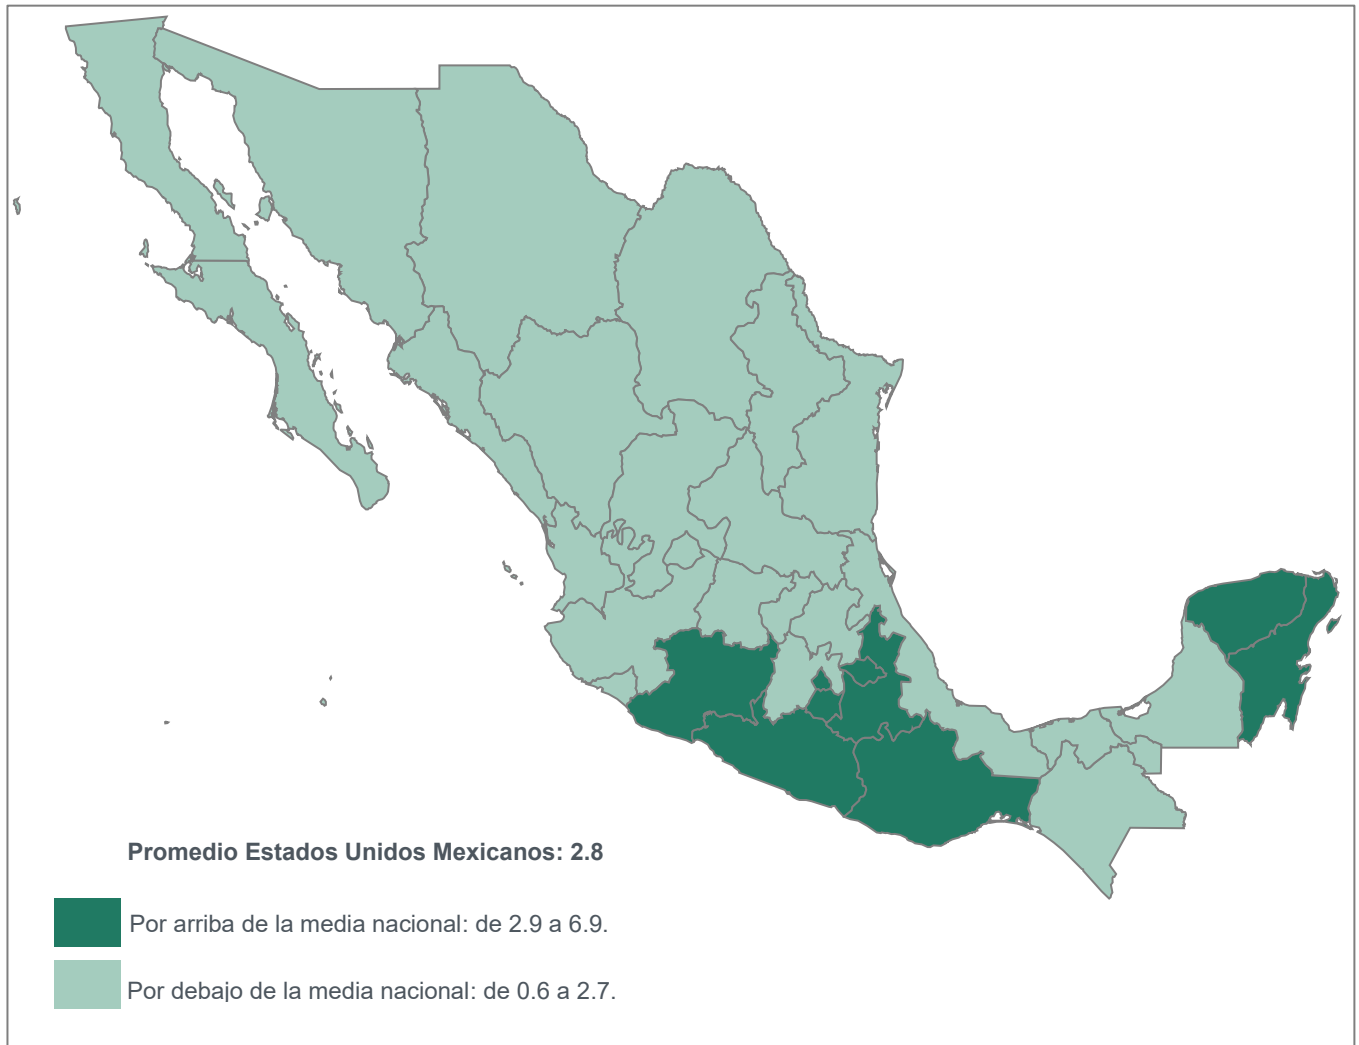 Promedio Estados Unidos Mexicanos: 2.8
Por arriba de la media nacional: de 2.9 a 6.9.
Por debajo de la media nacional: de 0.6 a 2.7.